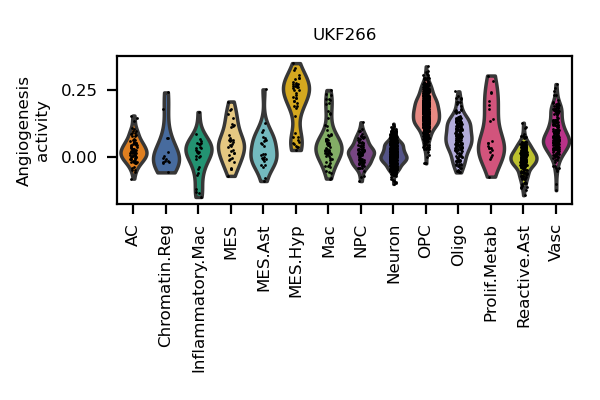 UKF266
Angiogenesis
activity
0.25
0.00
AC
Chromatin.Reg
Inflammatory.Mac
MES
MES.Ast
MES.Hyp
Mac
NPC
Neuron
OPC
Oligo
Prolif.Metab
Reactive.Ast
Vasc